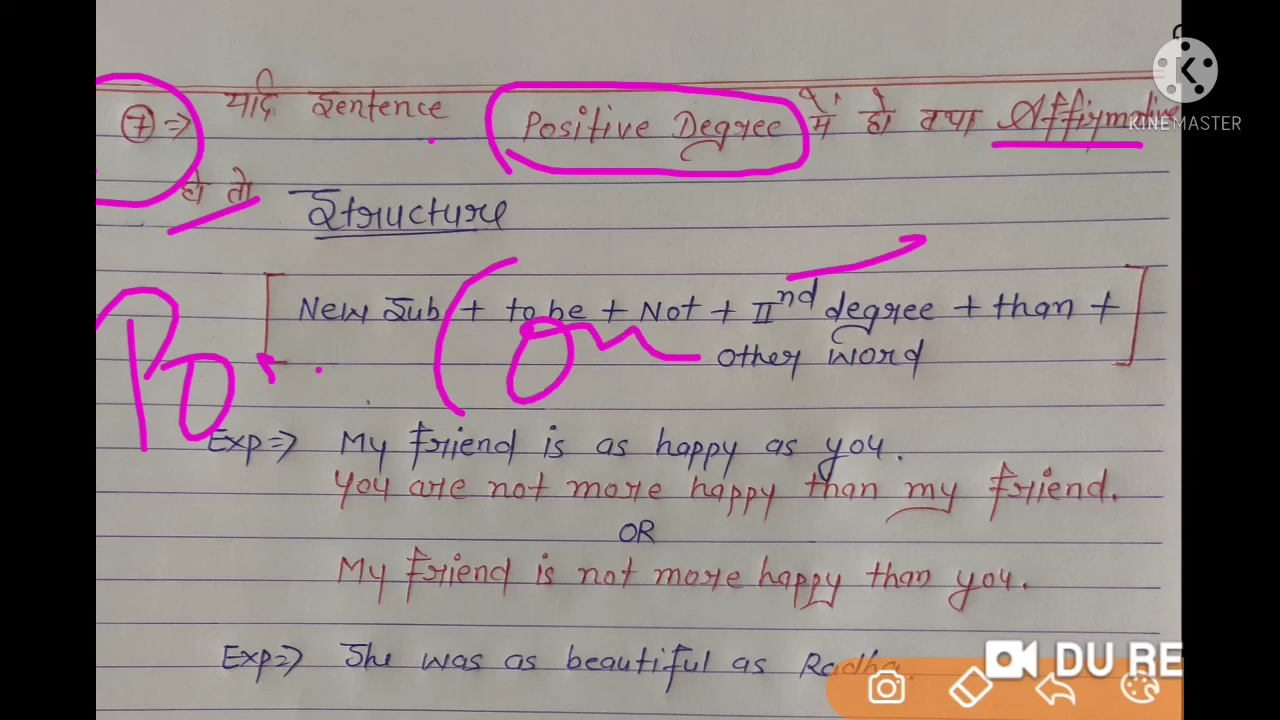 ⑦⇒ यदि Sentence Positive Degree में हो तथा Affirmative
हो तो Structure
[New Sub + to be + Not + IInd degree + than +
other word]
Exp⇒ My friend is as happy as you.
You are not more happy than my friend.
OR
My friend is not more happy than you.
Exp⇒ She was as beautiful as Radha.
KINEMASTER
DU RE